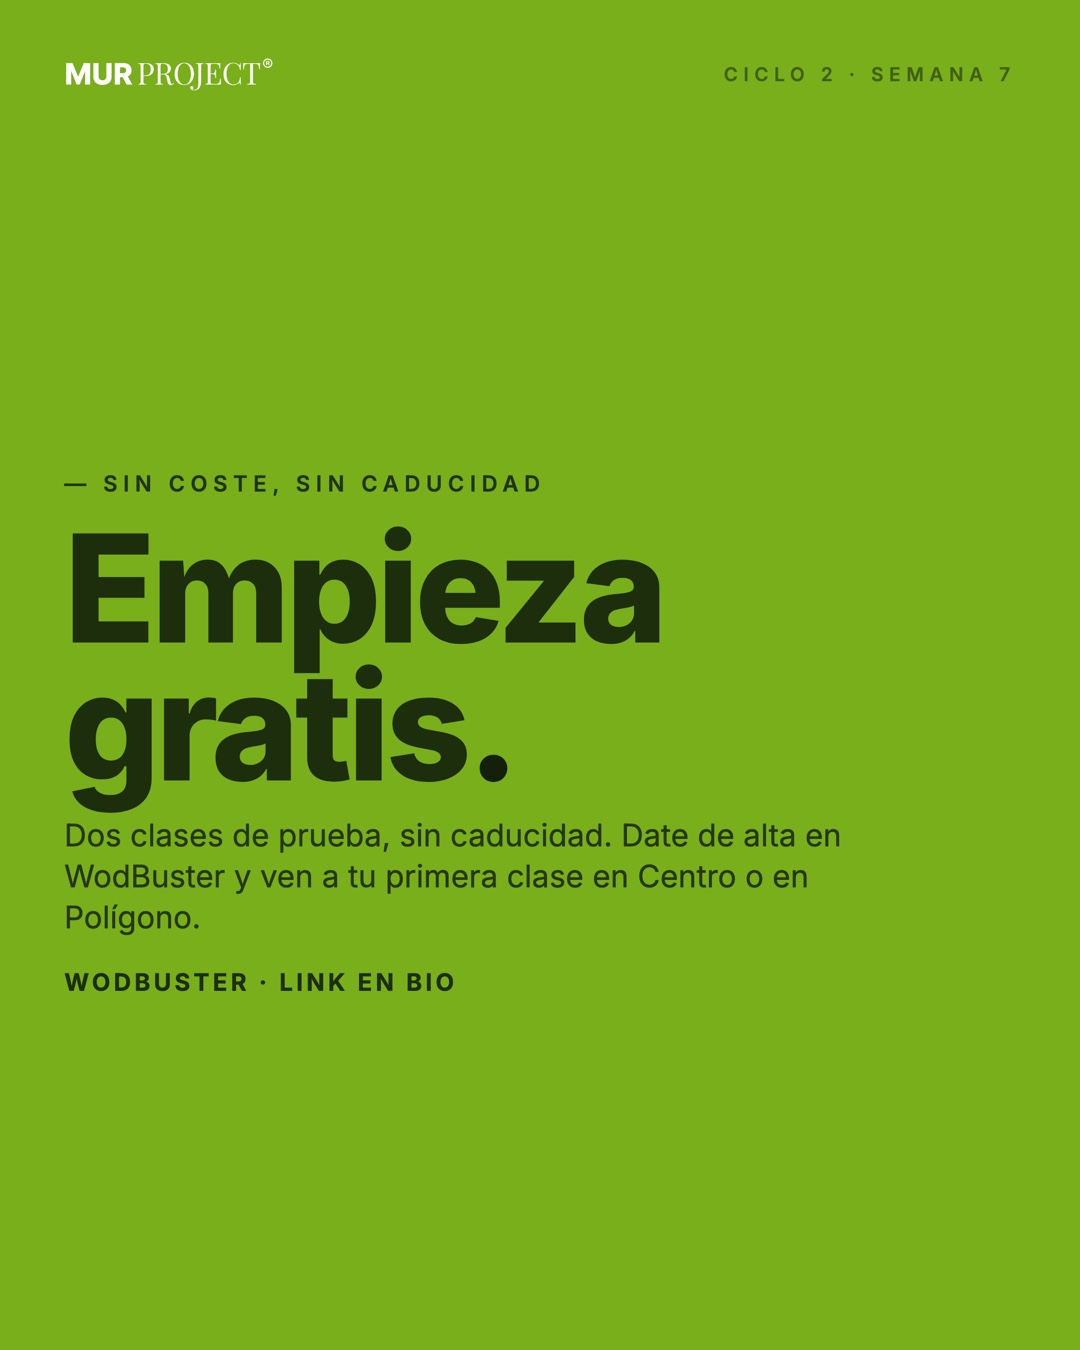 MUR PROJECT®
CICLO 2 · SEMANA 7
— SIN COSTE, SIN CADUCIDAD
Empieza
gratis.
Dos clases de prueba, sin caducidad. Date de alta en
WodBuster y ven a tu primera clase en Centro o en
Polígono.
WODBUSTER · LINK EN BIO